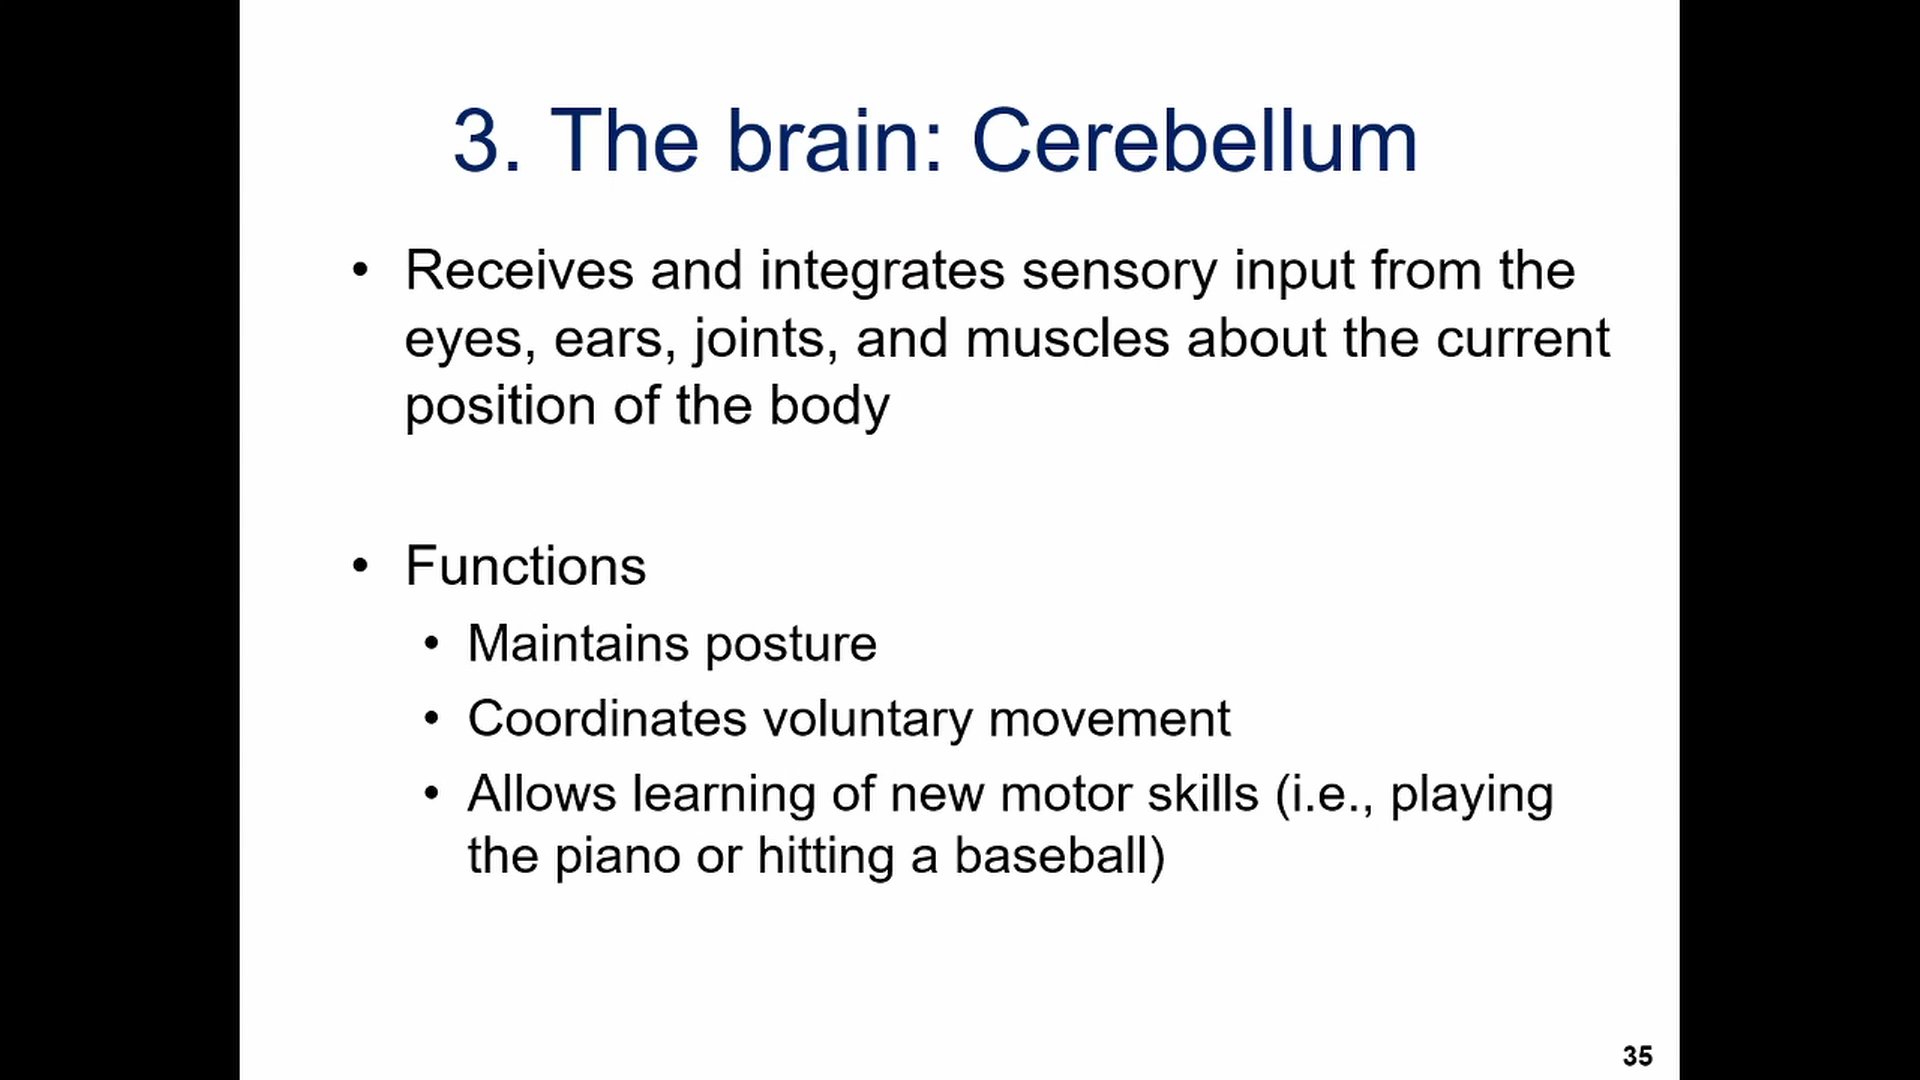 3. The brain: Cerebellum
• Receives and integrates sensory input from the
eyes, ears, joints, and muscles about the current
position of the body
• Functions
• Maintains posture
• Coordinates voluntary movement
• Allows learning of new motor skills (i.e., playing
the piano or hitting a baseball)
35